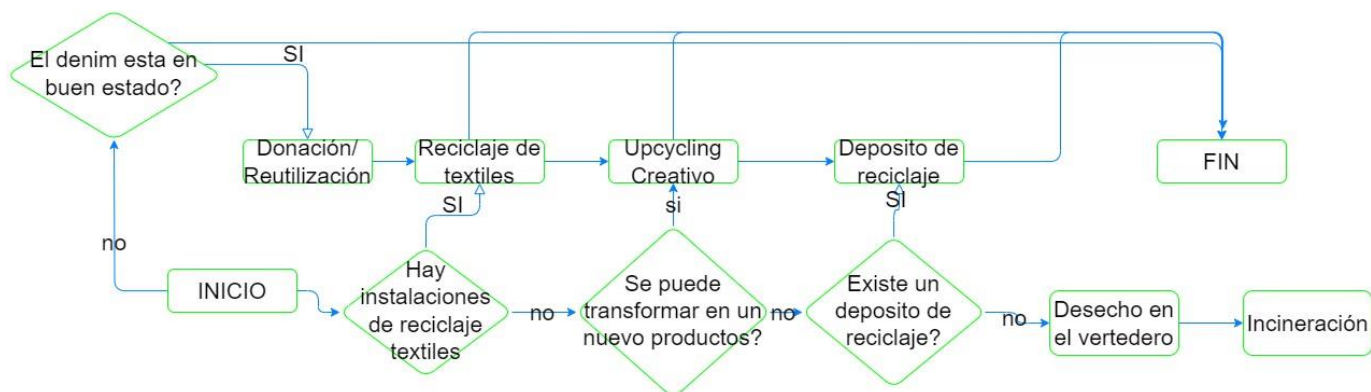 El denim esta en
buen estado?
SI
Donación/
Reutilización
Reciclaje de
textiles
Upcycling
Creativo
Deposito de
reciclaje
FIN
SI
si
SI
no
INICIO
Hay
instalaciones
de reciclaje
textiles
no
Se puede
transformar en un
nuevo productos?
no
Existe un
deposito de
reciclaje?
no
Desecho en
el vertedero
Incineración